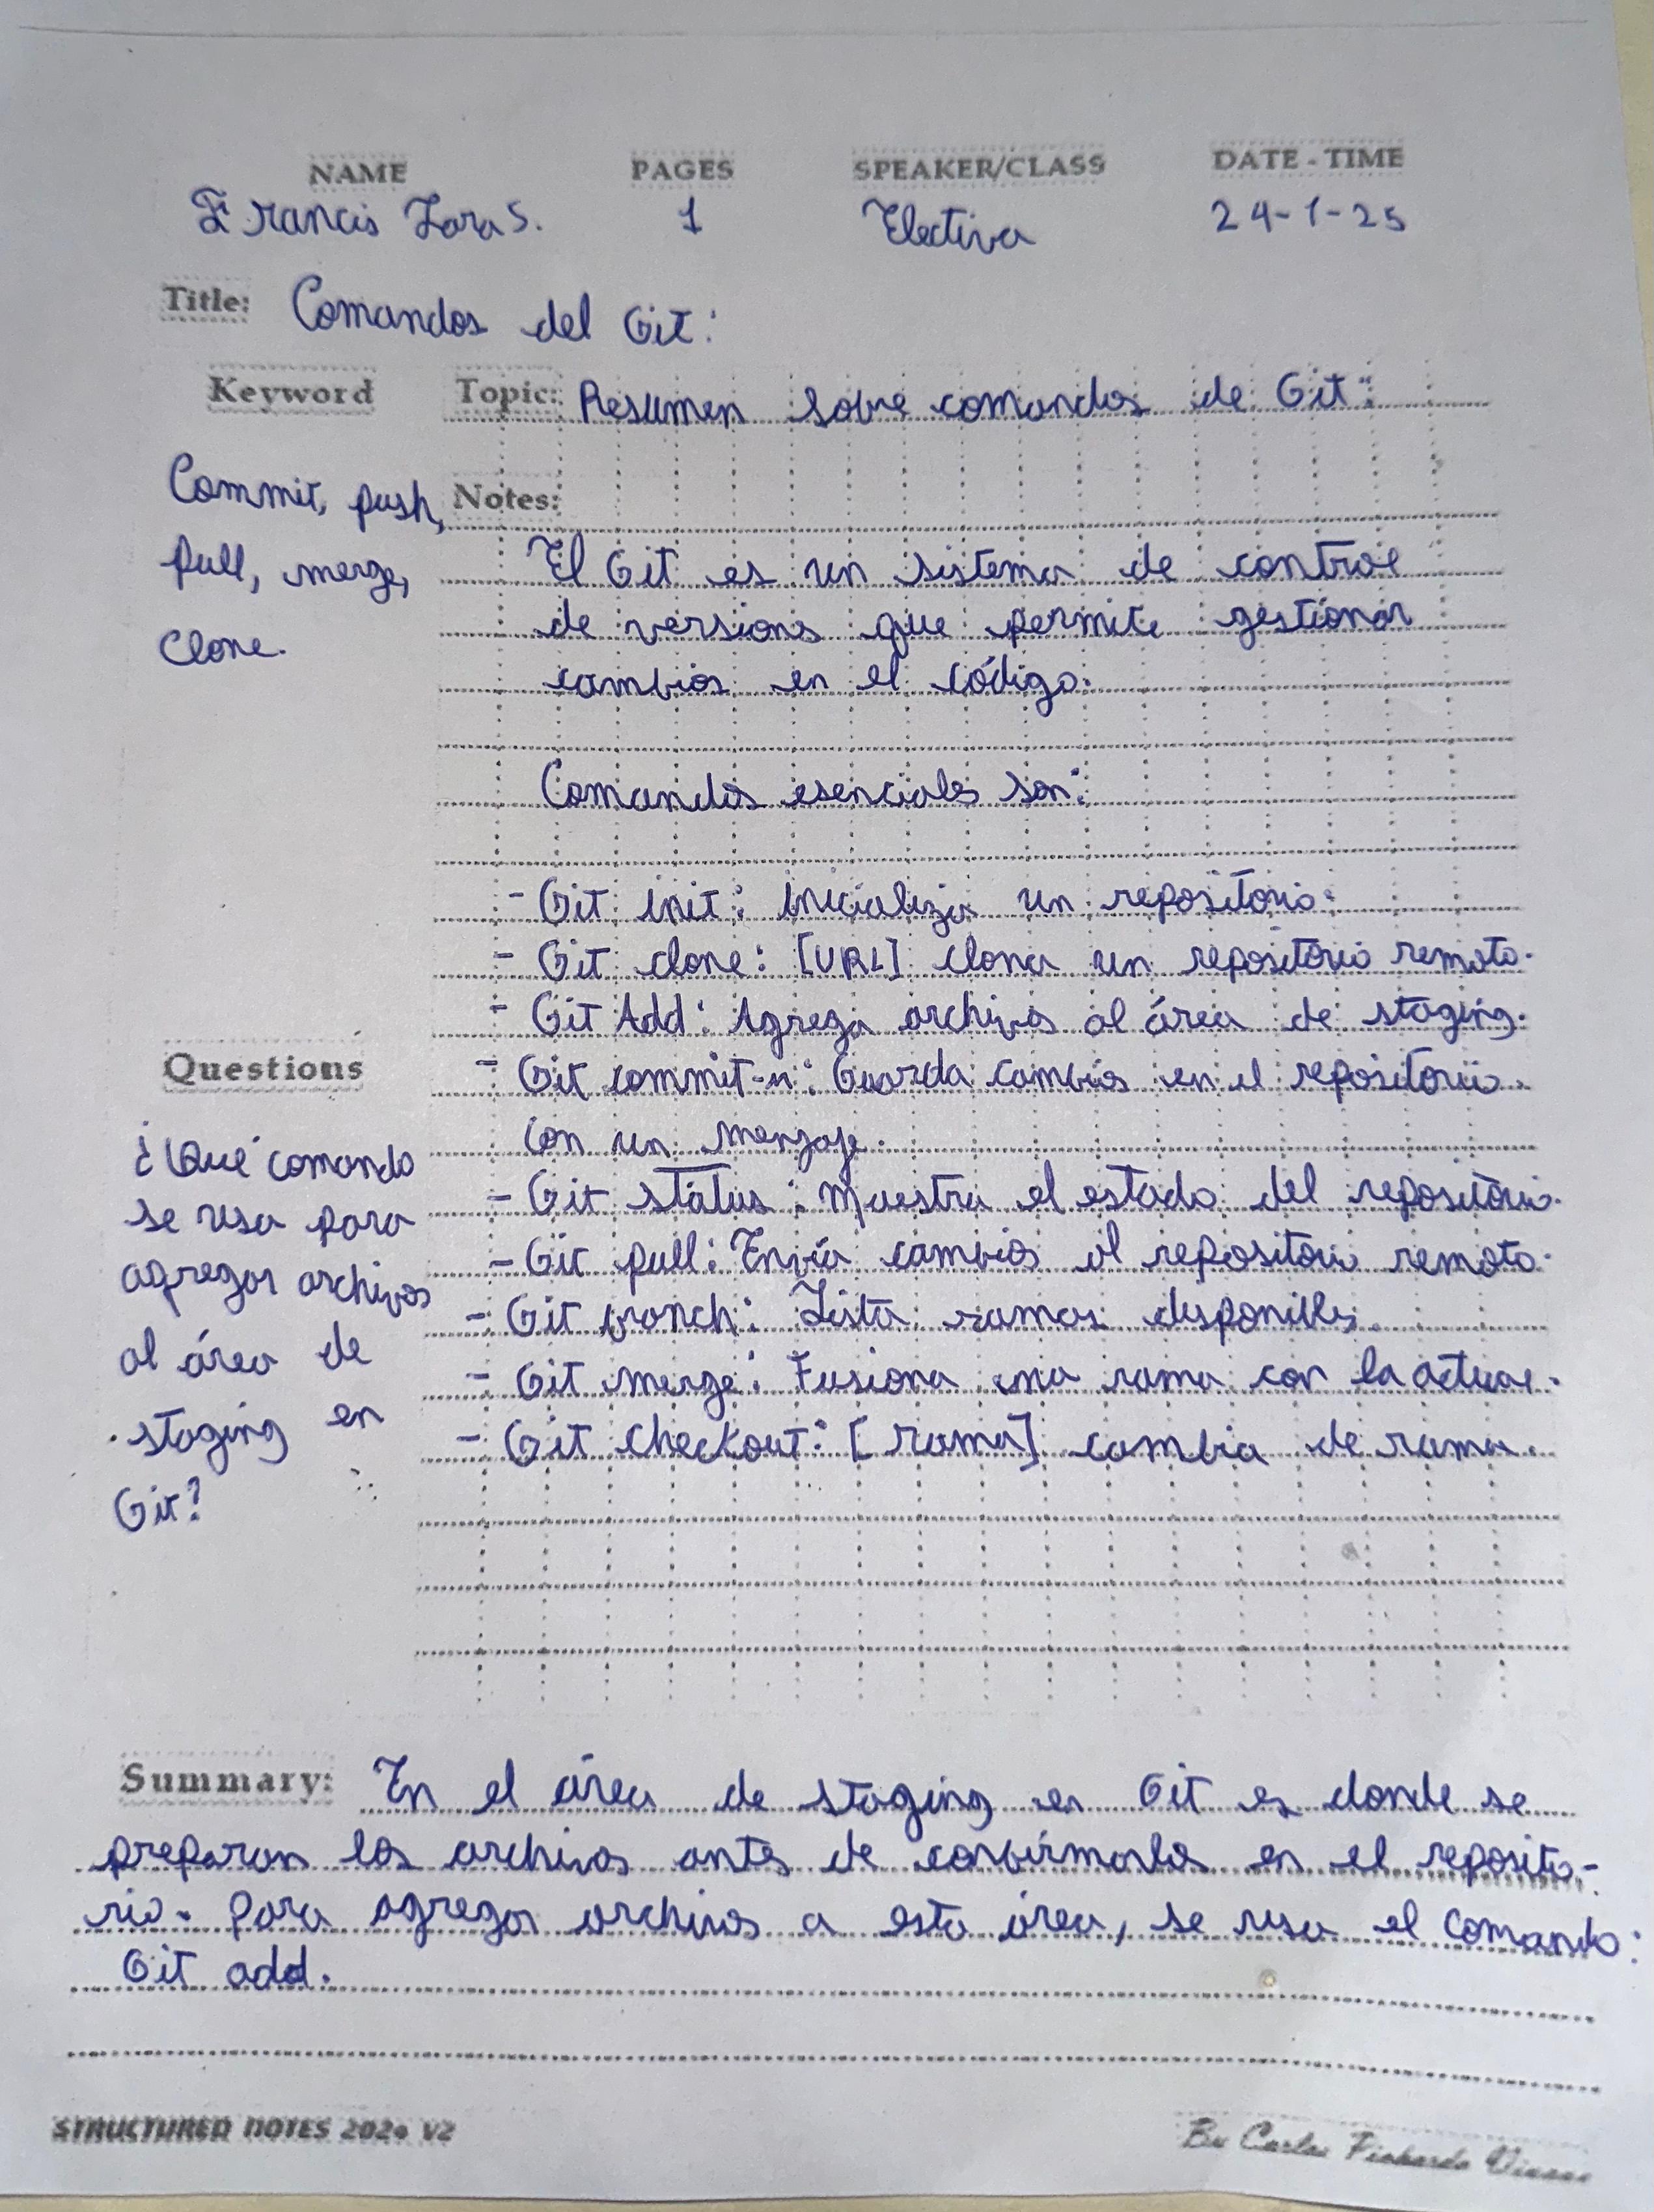 NAME PAGES SPEAKER/CLASS DATE - TIME
Francis Jara S. 1 Electiva 24-1-25
Title: Comandos del Git:
Keyword
Commit, push,
pull, merge,
Clone.
Topic: Resumen sobre comandos de Git:
Notes:
El Git es un sistema de control
de versions que permite gestionar
cambios en el código.
Comandos esenciales son:
- Git init: inicializa un repositorio.
- Git clone: [URL] clona un repositorio remoto.
- Git Add: Agrega archivos al área de staging.
- Git commit-m: Guarda cambios en el repositorio.
con un mensaje.
- Git status: Muestra el estado del repositorio.
- Git pull: Envía cambios al repositorio remoto.
- Git branch: Lista ramas disponibles.
- Git merge: Fusiona una rama con la actual.
- Git checkout: [rama] cambia de rama.
Questions
¿Qué comando
se usa para
agregar archivos
al área de
staging en
Git?
Summary: En el área de staging en Git es donde se
preparan los archivos antes de confirmarlos en el reposito-
rio. Para agregar archivos a esta área, se usa el comando:
Git add.
STRUCTURED NOTES 2024 V2
By Carlos Pichardo